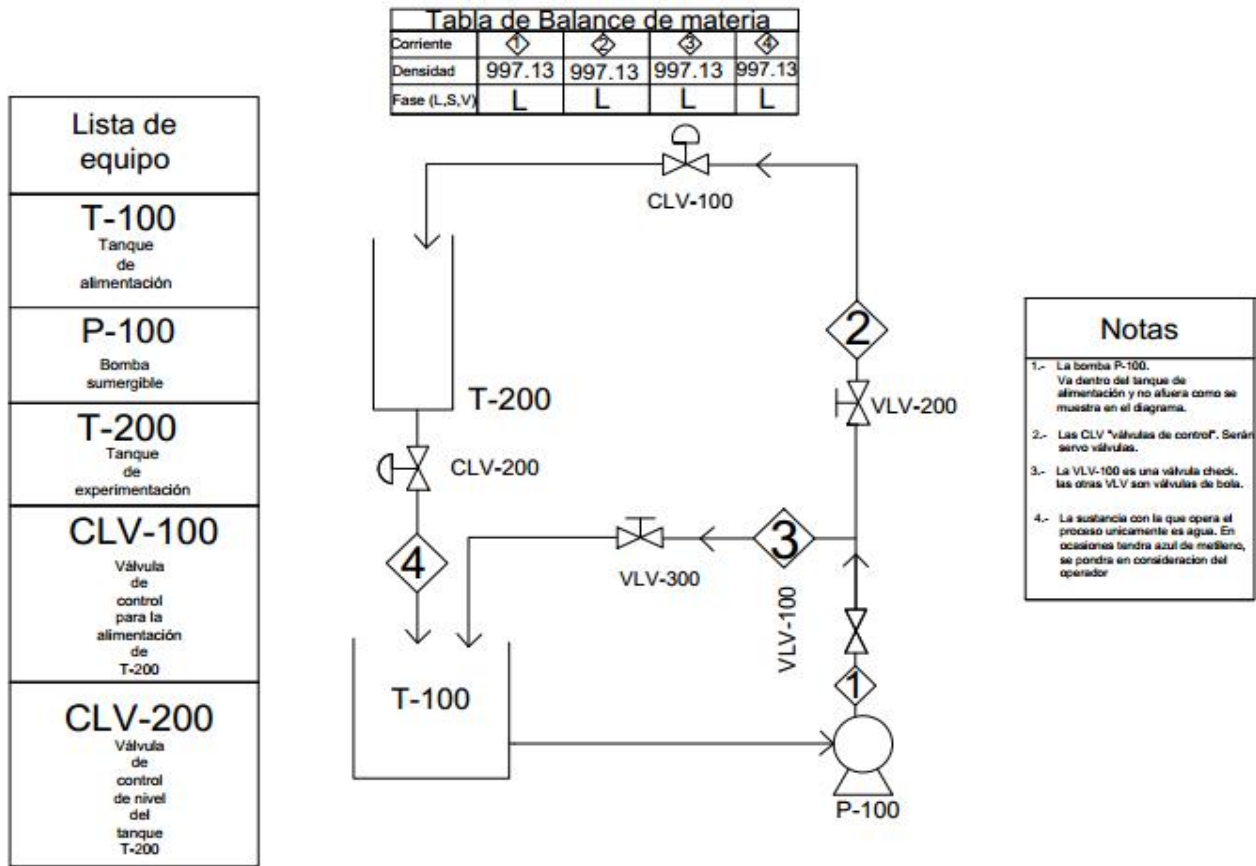 Tabla de Balance de materia
Corriente 1 2 3 4
Densidad 997.13 997.13 997.13 997.13
Fase (L,S,V) L L L L
Lista de
equipo
T-100
Tanque
de
alimentación
P-100
Bomba
sumergible
T-200
Tanque
de
experimentación
CLV-100
Válvula
de
control
para la
alimentación
de
T-200
CLV-200
Válvula
de
control
de nivel
del
tanque
T-200
CLV-100
2
T-200
VLV-200
CLV-200
4
3
VLV-300
VLV-100
T-100
1
P-100
Notas
1.- La bomba P-100.
Va dentro del tanque de
alimentación y no afuera como se
muestra en el diagrama.
2.- Las CLV "válvulas de control". Serán
servo válvulas.
3.- La VLV-100 es una válvula check.
las otras VLV son válvulas de bola.
4.- La sustancia con la que opera el
proceso unicamente es agua. En
ocasiones tendra azul de metileno,
se pondra en consideracion del
operador